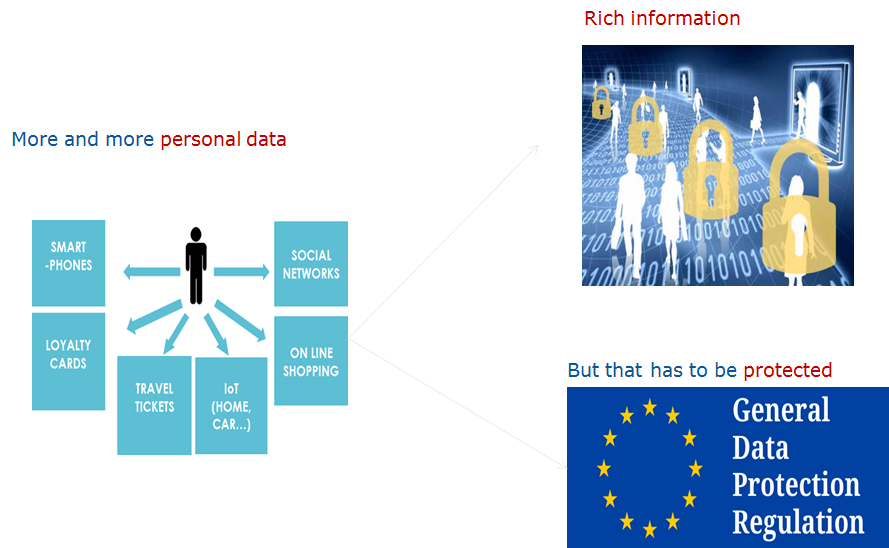 Rich information
More and more personal data
SMART
-PHONES
SOCIAL
NETWORKS
LOYALTY
CARDS
ON LINE
SHOPPING
TRAVEL
TICKETS
IoT
(HOME,
CAR...)
But that has to be protected
General
Data
Protection
Regulation